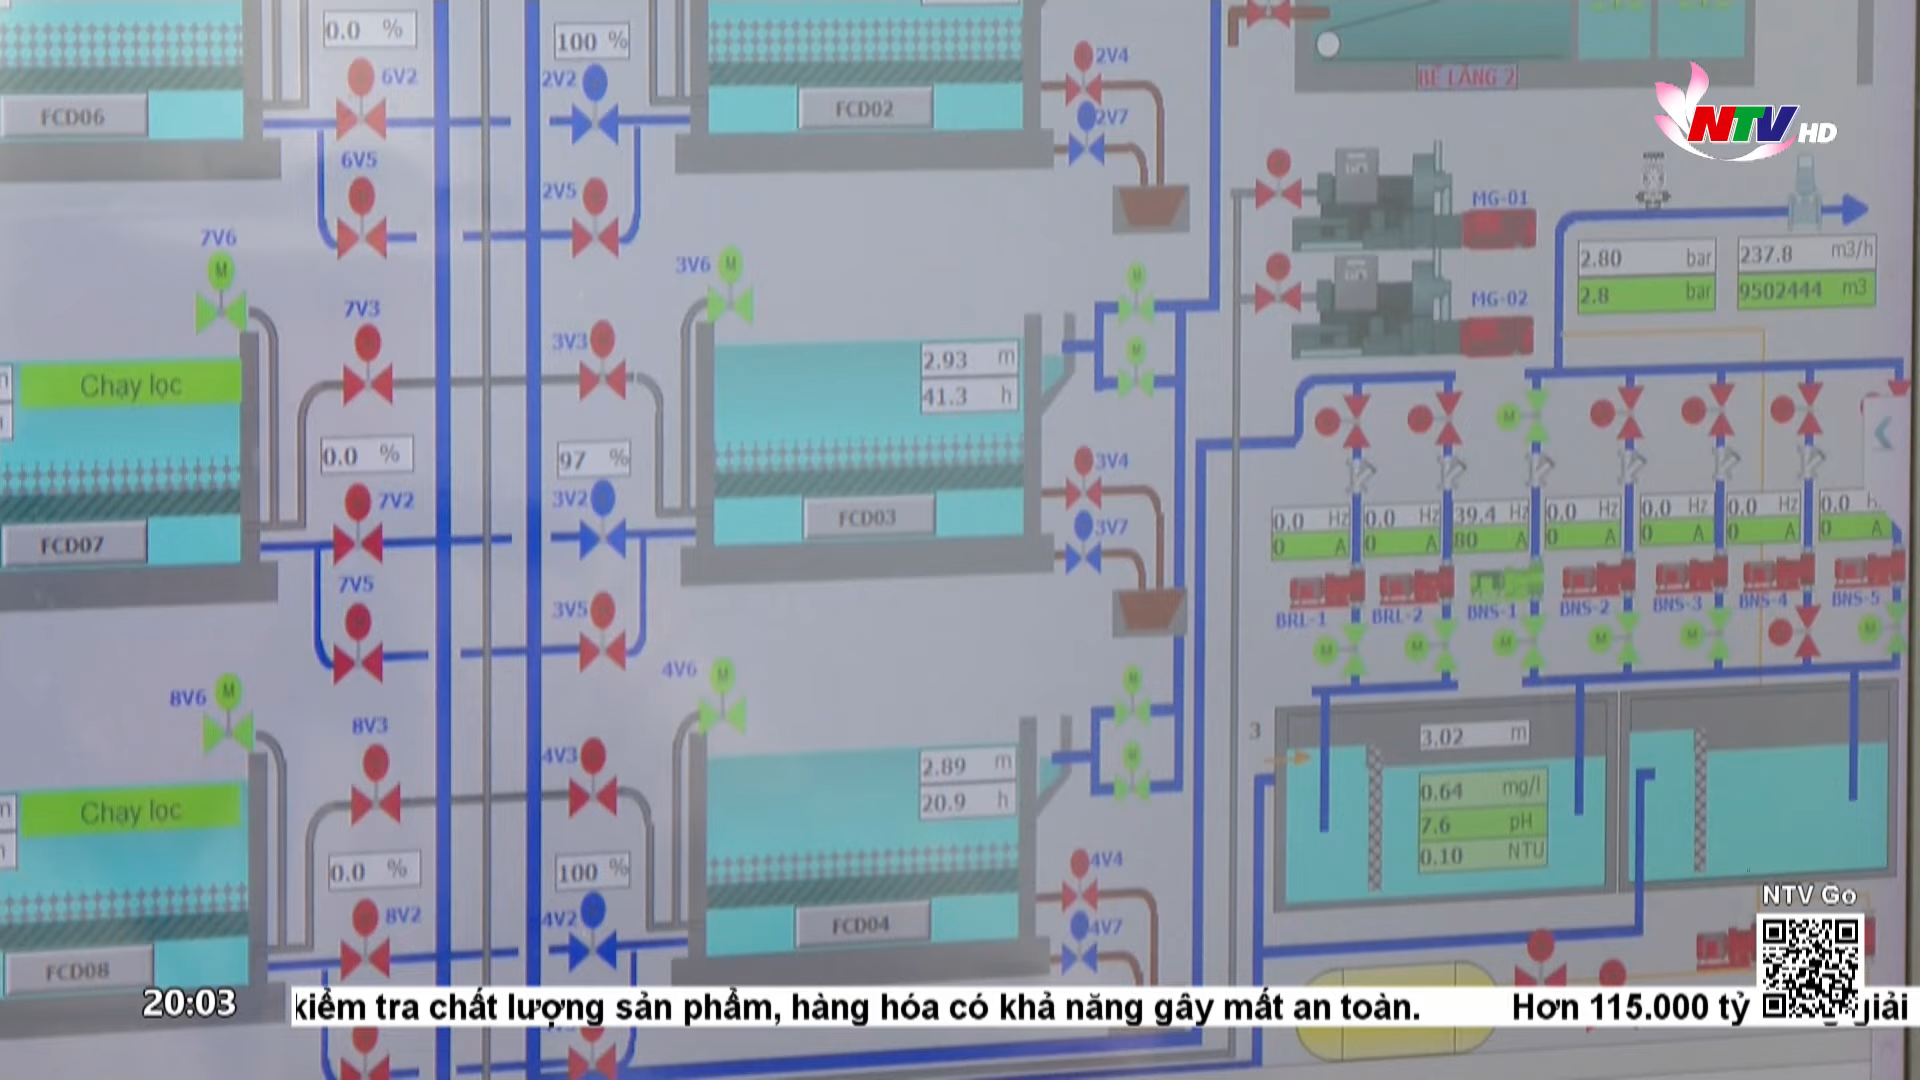 0.0 %
100 %
6V2
2V2
2V4
2V7
FCD06
FCD02
BỂ LẮNG 2
NTV HD
6V5
2V5
MG-01
MG-02
7V6
3V6
2.80 bar
2.8 bar
237.8 m3/h
9502444 m3
7V3
3V3
Chạy lọc
2.93 m
41.3 h
0.0 %
97 %
7V2
3V2
3V4
3V7
FCD07
FCD03
7V5
3V5
0.0 Hz
0 A
0.0 Hz
0 A
39.4 Hz
80 A
0.0 Hz
0 A
0.0 Hz
0 A
0.0 Hz
0 A
0.0
0 A
BRL-1
BRL-2
BNS-1
BNS-2
BNS-3
BNS-4
BNS-5
8V6
4V6
8V3
4V3
3
3.02 m
0.64 mg/l
7.6 pH
0.10 NTU
Chạy lọc
2.89 m
20.9 h
0.0 %
100 %
8V2
4V2
4V4
4V7
FCD08
FCD04
NTV Go
20:03
kiểm tra chất lượng sản phẩm, hàng hóa có khả năng gây mất an toàn. Hơn 115.000 tỷ giải